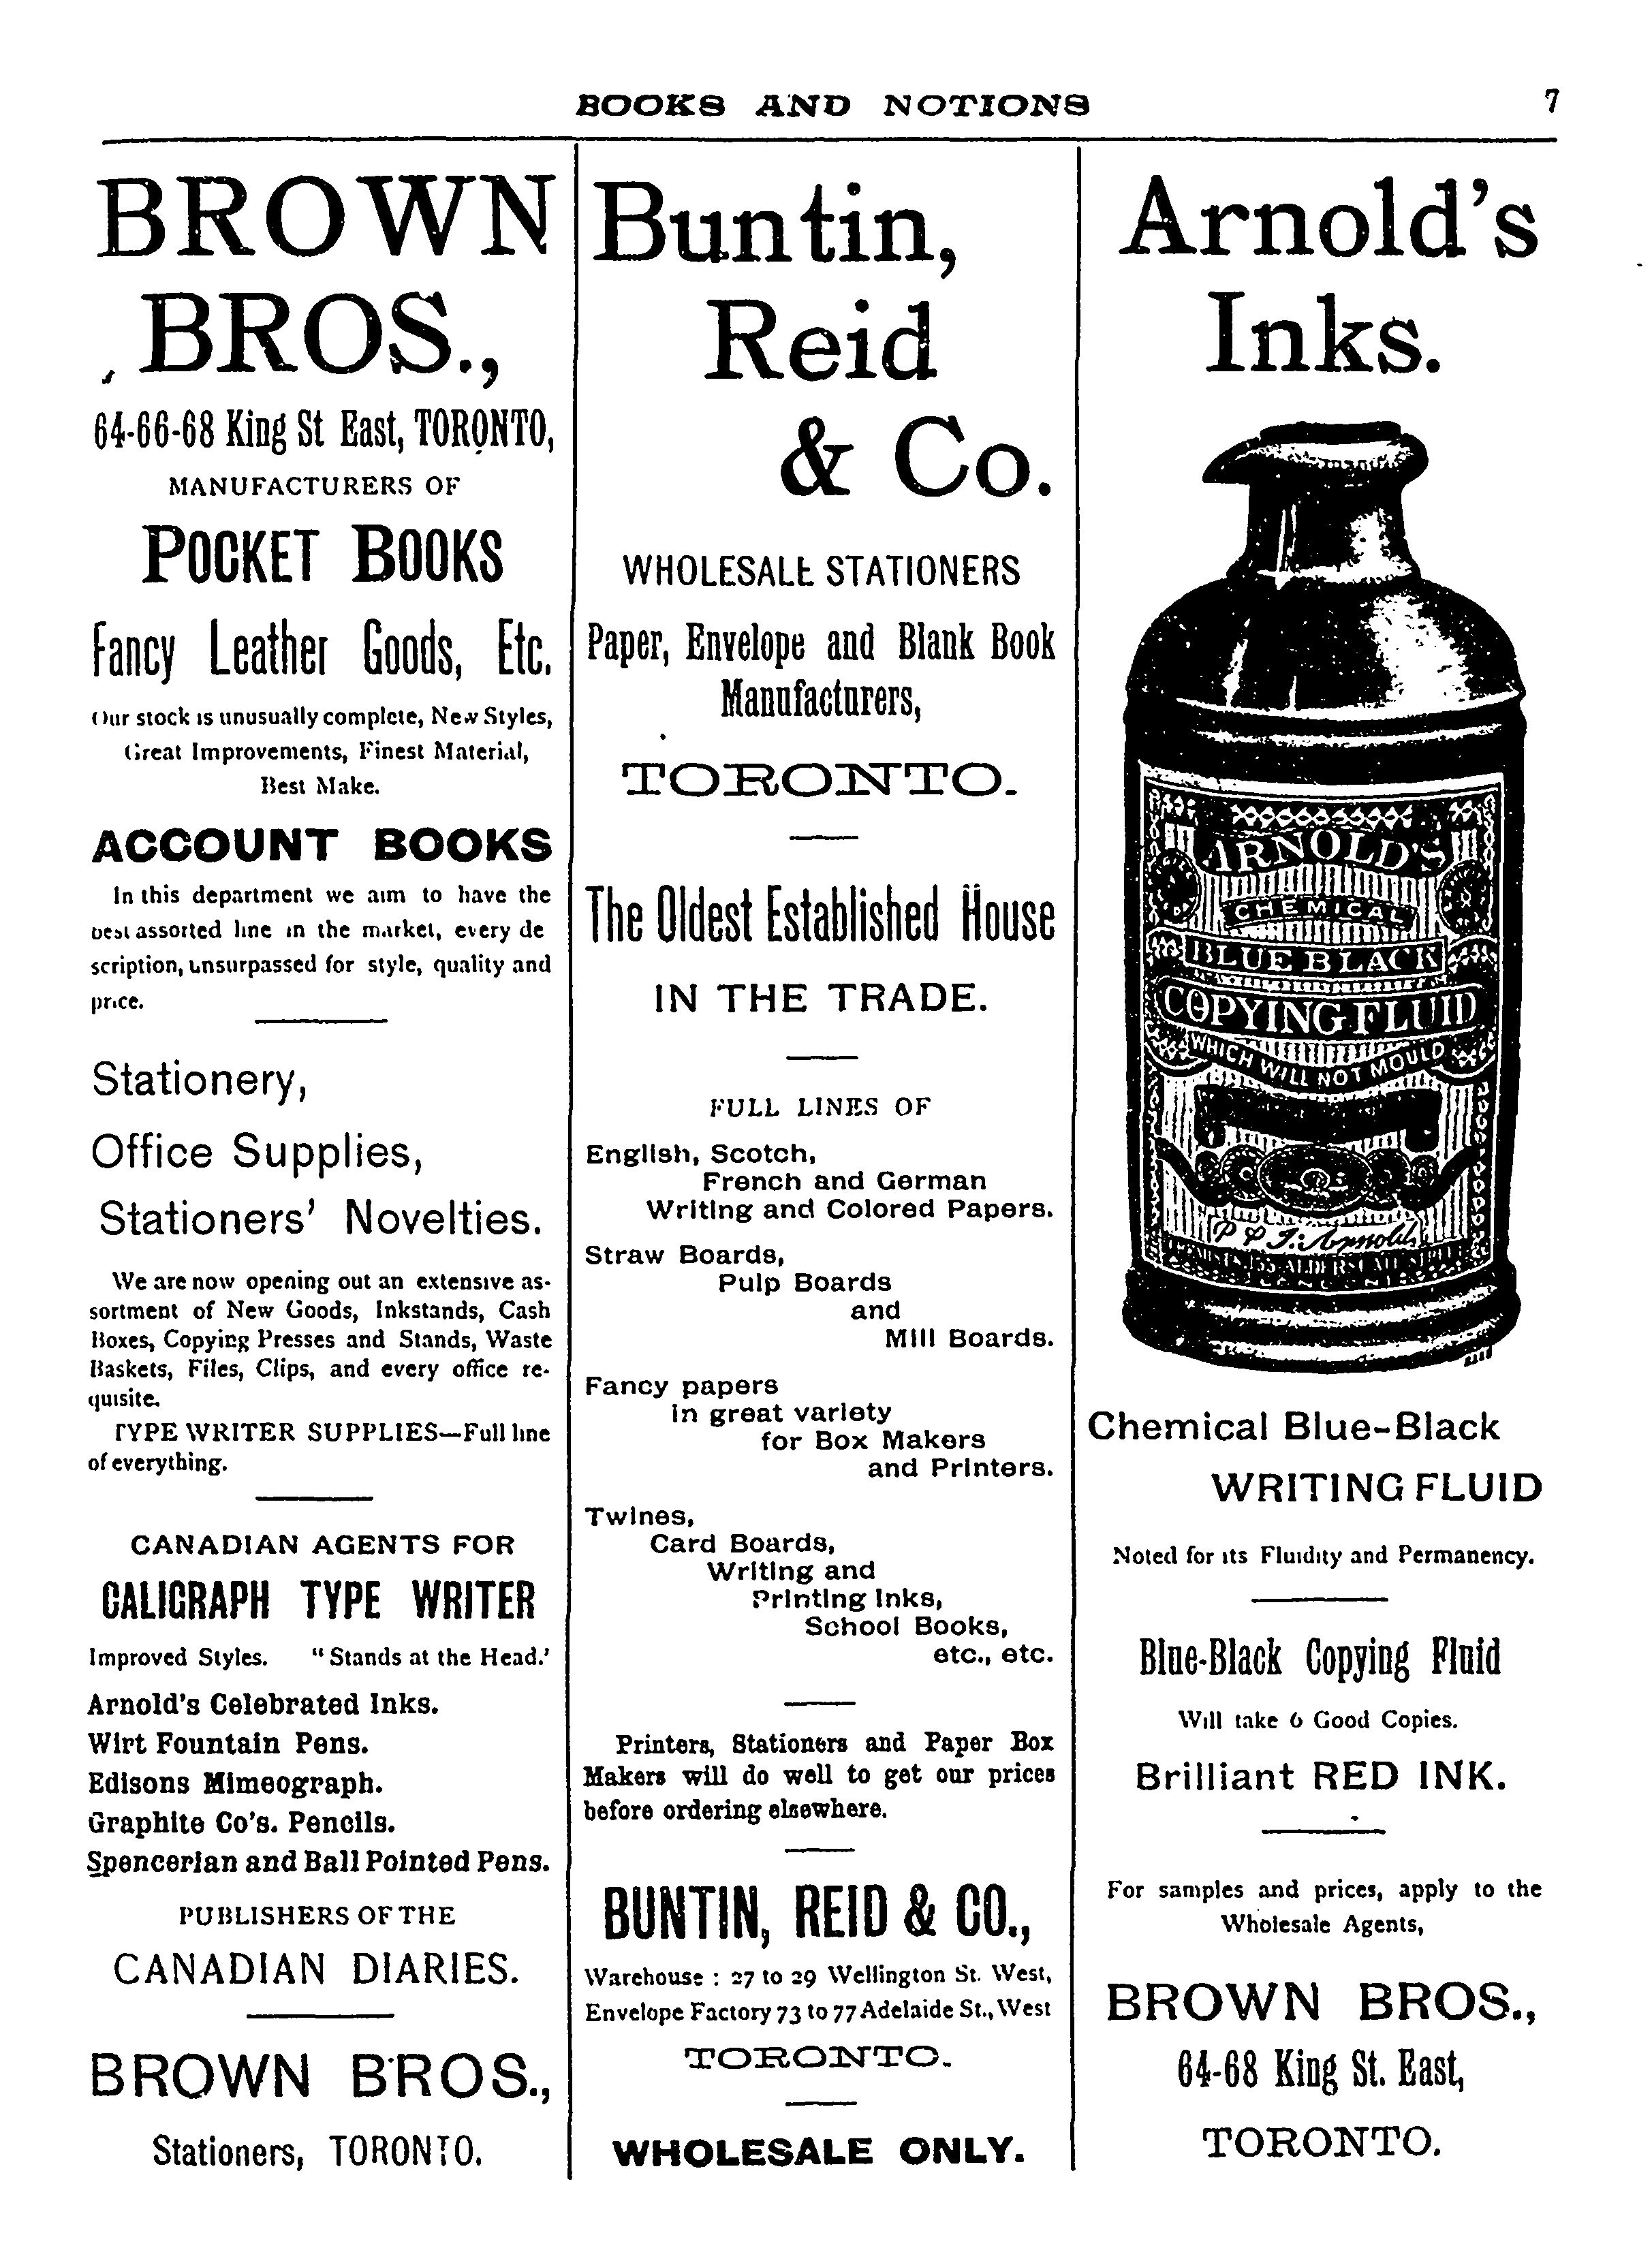 BOOKS AND NOTIONS
7
BROWN
BROS.,
64-66-68 King St East, TORONTO,
MANUFACTURERS OF
POCKET BOOKS
Fancy Leather Goods, Etc.
Our stock is unusually complete, New Styles,
Great Improvements, Finest Material,
Best Make.
ACCOUNT BOOKS
In this department we aim to have the
best assorted line in the market, every de
scription, unsurpassed for style, quality and
price.
Stationery,
Office Supplies,
Stationers' Novelties.
We are now opening out an extensive as-
sortment of New Goods, Inkstands, Cash
Boxes, Copying Presses and Stands, Waste
Baskets, Files, Clips, and every office re-
quisite.
TYPE WRITER SUPPLIES—Full line
of everything.
CANADIAN AGENTS FOR
CALIGRAPH TYPE WRITER
Improved Styles. "Stands at the Head.'
Arnold's Celebrated Inks.
Wirt Fountain Pens.
Edisons Mimeograph.
Graphite Co's. Pencils.
Spencerian and Ball Pointed Pens.
PUBLISHERS OF THE
CANADIAN DIARIES.
BROWN BROS.,
Stationers, TORONTO.
Buntin,
Reid
& Co.
WHOLESALE STATIONERS
Paper, Envelope and Blank Book
Manufacturers,
TORONTO.
The Oldest Established House
IN THE TRADE.
FULL LINES OF
English, Scotch,
French and German
Writing and Colored Papers.
Straw Boards,
Pulp Boards
and
Mill Boards.
Fancy papers
in great variety
for Box Makers
and Printers.
Twines,
Card Boards,
Writing and
Printing Inks,
School Books,
etc., etc.
Printers, Stationers and Paper Box
Makers will do well to get our prices
before ordering elsewhere.
BUNTIN, REID & CO.,
Warehouse : 27 to 29 Wellington St. West,
Envelope Factory 73 to 77 Adelaide St., West
TORONTO.
WHOLESALE ONLY.
Arnold's
Inks.
ARNOLD'S
CHEMICAL
BLUE BLACK
COPYING FLUID
WHICH WILL NOT MOULD
P & J. Arnold.
Chemical Blue-Black
WRITING FLUID
Noted for its Fluidity and Permanency.
Blue-Black Copying Fluid
Will take 6 Good Copies.
Brilliant RED INK.
For samples and prices, apply to the
Wholesale Agents,
BROWN BROS.,
64-68 King St. East,
TORONTO.